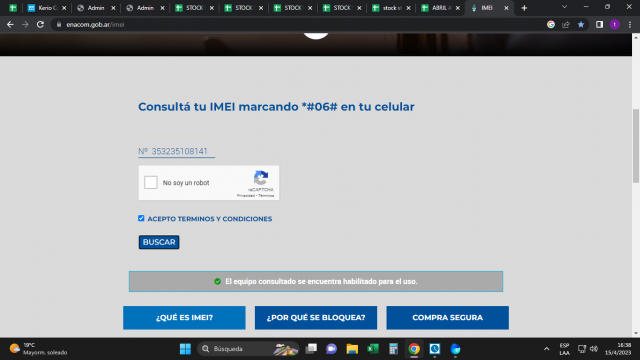 Kerio C
Admin
Admin
STOCK
STOCK
STOCK
STOCK
stock s
ABRIL A
IMEI
enacom.gob.ar/imei
Consultá tu IMEI marcando *#06# en tu celular
Nº 353235108141
No soy un robot
reCAPTCHA
Privacidad - Términos
ACEPTO TERMINOS Y CONDICIONES
BUSCAR
El equipo consultado se encuentra habilitado para el uso.
¿QUÉ ES IMEI?
¿POR QUÉ SE BLOQUEA?
COMPRA SEGURA
19°C
Mayorm. soleado
Búsqueda
ESP
LAA
16:38
15/4/2023